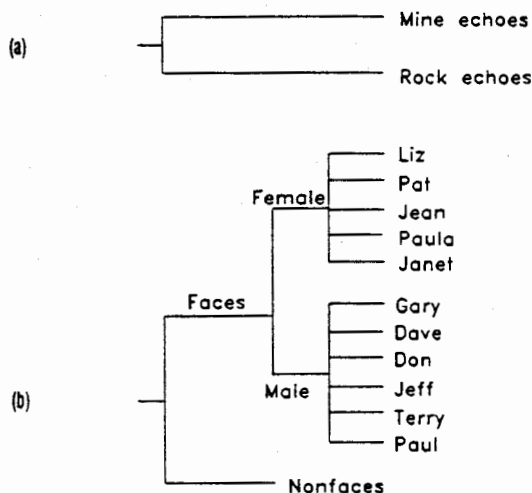 (a)
Mine echoes
Rock echoes
(b)
Faces
Female
Liz
Pat
Jean
Paula
Janet
Male
Gary
Dave
Don
Jeff
Terry
Paul
Nonfaces